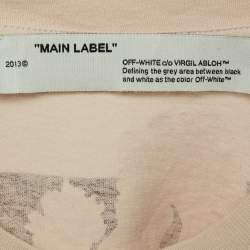 "MAIN LABEL"
2013©
OFF-WHITE c/o VIRGIL ABLOH™
Defining the grey area between black
and white as the color Off-White™